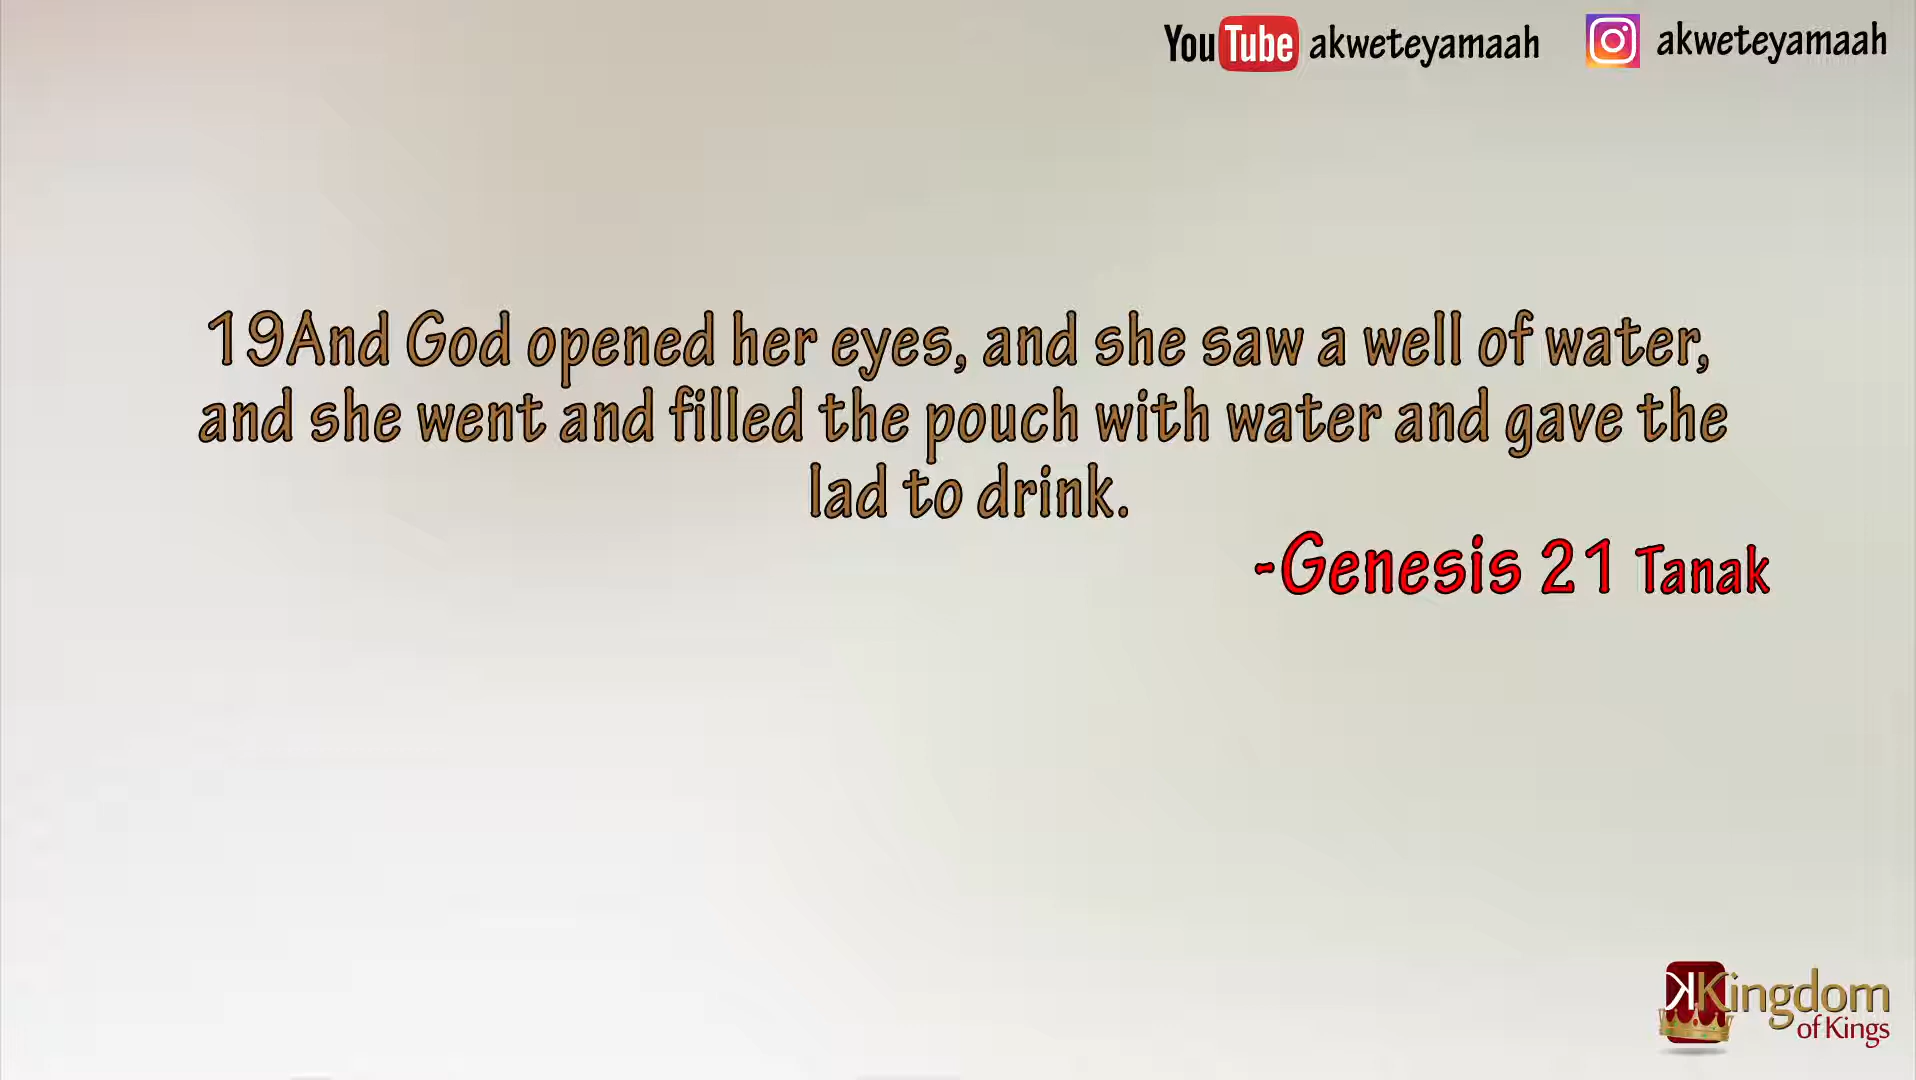 YouTube akweteyamaah akweteyamaah
19And God opened her eyes, and she saw a well of water,
and she went and filled the pouch with water and gave the
lad to drink.
-Genesis 21 Tanak
KKingdom
of Kings